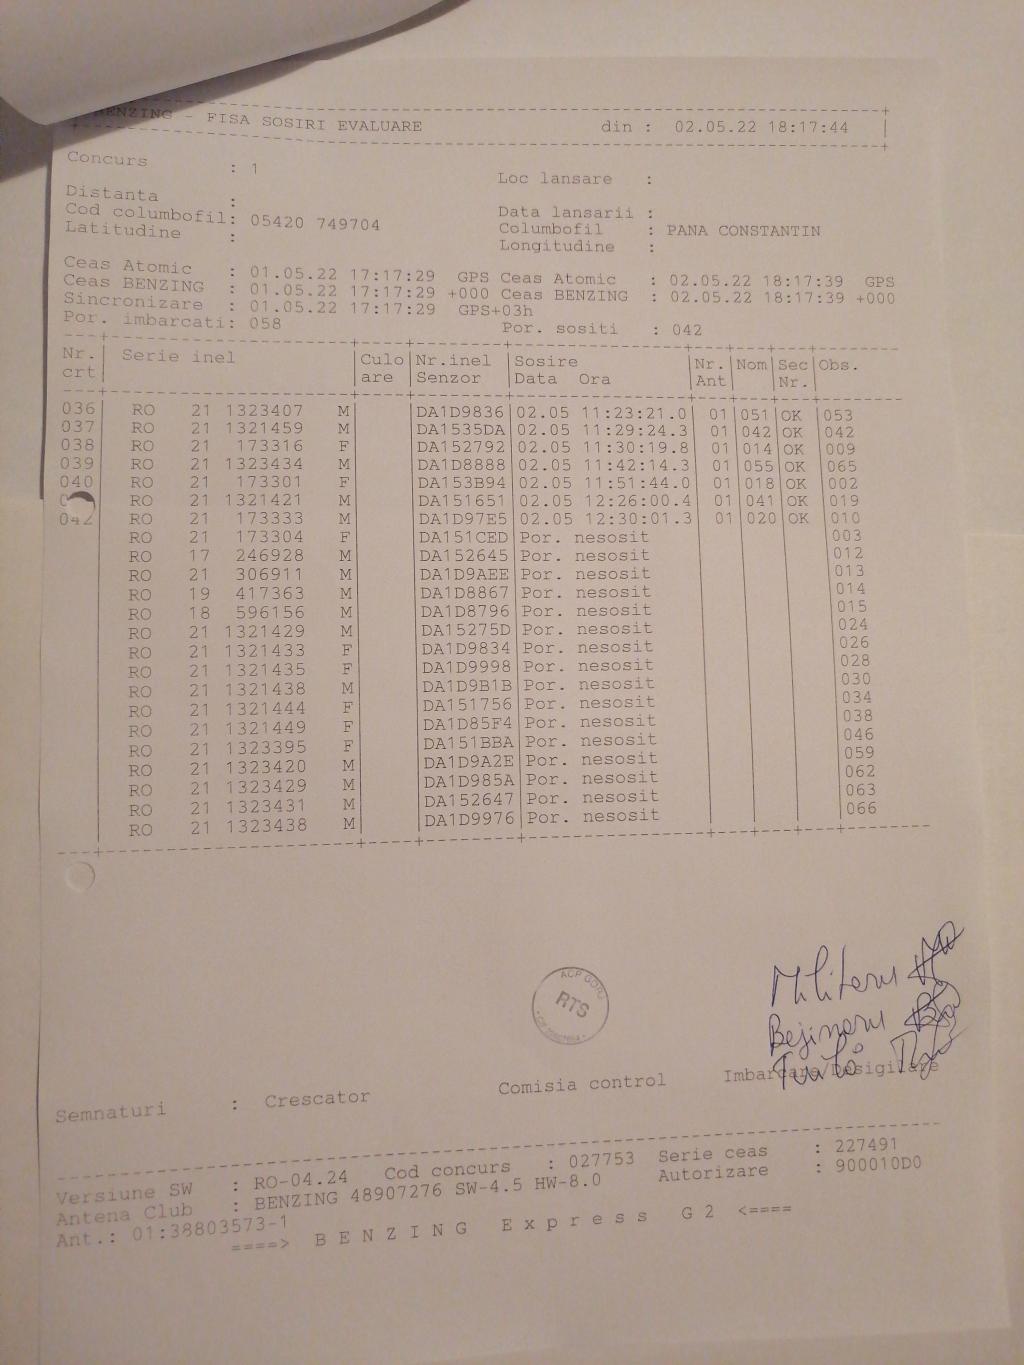 BENZING - FISA SOSIRI EVALUARE din : 02.05.22 18:17:44
Concurs : 1 Loc lansare :
Distanta : Data lansarii :
Cod columbofil: 05420 749704 Columbofil : PANA CONSTANTIN
Latitudine : Longitudine :
Ceas Atomic : 01.05.22 17:17:29 GPS Ceas Atomic : 02.05.22 18:17:39 GPS
Ceas BENZING : 01.05.22 17:17:29 +000 Ceas BENZING : 02.05.22 18:17:39 +000
Sincronizare : 01.05.22 17:17:29 GPS+03h
Por. imbarcati: 058 Por. sositi : 042
Nr. Serie inel Culo Nr.inel Sosire Nr. Nom Sec Obs.
crt are Senzor Data Ora Ant Nr.
036 RO 21 1323407 M DA1D9836 02.05 11:23:21.0 01 051 OK 053
037 RO 21 1321459 M DA1535DA 02.05 11:29:24.3 01 042 OK 042
038 RO 21 173316 F DA152792 02.05 11:30:19.8 01 014 OK 009
039 RO 21 1323434 M DA1D8888 02.05 11:42:14.3 01 055 OK 065
040 RO 21 173301 F DA153B94 02.05 11:51:44.0 01 018 OK 002
RO 21 1321421 M DA151651 02.05 12:26:00.4 01 041 OK 019
042 RO 21 173333 M DA1D97E5 02.05 12:30:01.3 01 020 OK 010
RO 21 173304 F DA151CED Por. nesosit 003
RO 17 246928 M DA152645 Por. nesosit 012
RO 21 306911 M DA1D9AEE Por. nesosit 013
RO 19 417363 M DA1D8867 Por. nesosit 014
RO 18 596156 M DA1D8796 Por. nesosit 015
RO 21 1321429 M DA15275D Por. nesosit 024
RO 21 1321433 F DA1D9834 Por. nesosit 026
RO 21 1321435 F DA1D9998 Por. nesosit 028
RO 21 1321438 M DA1D9B1B Por. nesosit 030
RO 21 1321444 F DA151756 Por. nesosit 034
RO 21 1321449 F DA1D85F4 Por. nesosit 038
RO 21 1323395 F DA151BBA Por. nesosit 046
RO 21 1323420 M DA1D9A2E Por. nesosit 059
RO 21 1323429 M DA1D985A Por. nesosit 062
RO 21 1323431 M DA152647 Por. nesosit 063
RO 21 1323438 M DA1D9976 Por. nesosit 066
ACP GORJ
RTS
Militaru
Bejinaru
Semnaturi : Crescator Comisia control Imbarcare/Desigilare
Versiune SW : RO-04.24 Cod concurs : 027753 Serie ceas : 227491
Antena Club : BENZING 48907276 SW-4.5 HW-8.0 Autorizare : 900010D0
Ant.: 01:38803573-1
====> BENZING Express G2 <====